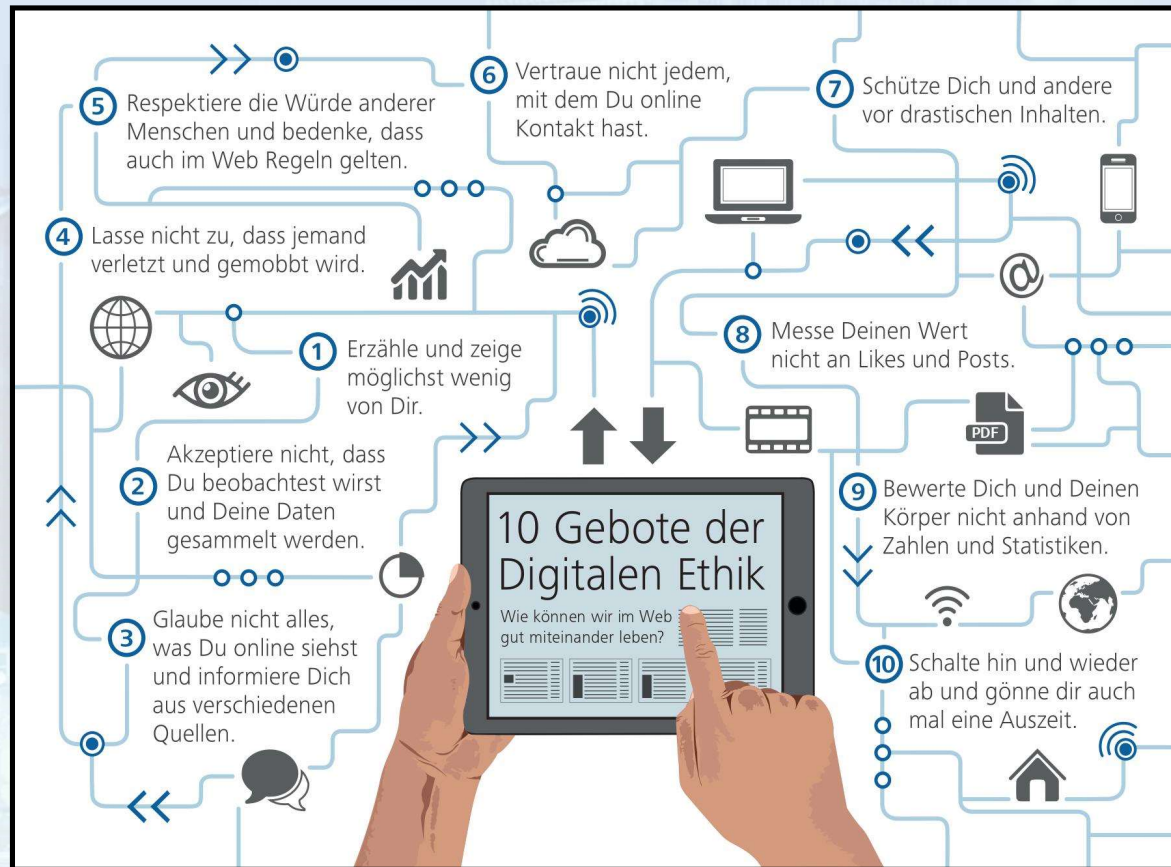 10 Gebote der
Digitalen Ethik
Wie können wir im Web
gut miteinander leben?
1
Erzähle und zeige
möglichst wenig
von Dir.
2
Akzeptiere nicht, dass
Du beobachtest wirst
und Deine Daten
gesammelt werden.
3
Glaube nicht alles,
was Du online siehst
und informiere Dich
aus verschiedenen
Quellen.
4
Lasse nicht zu, dass jemand
verletzt und gemobbt wird.
5
Respektiere die Würde anderer
Menschen und bedenke, dass
auch im Web Regeln gelten.
6
Vertraue nicht jedem,
mit dem Du online
Kontakt hast.
7
Schütze Dich und andere
vor drastischen Inhalten.
@
8
Messe Deinen Wert
nicht an Likes und Posts.
PDF
9
Bewerte Dich und Deinen
Körper nicht anhand von
Zahlen und Statistiken.
10
Schalte hin und wieder
ab und gönne dir auch
mal eine Auszeit.